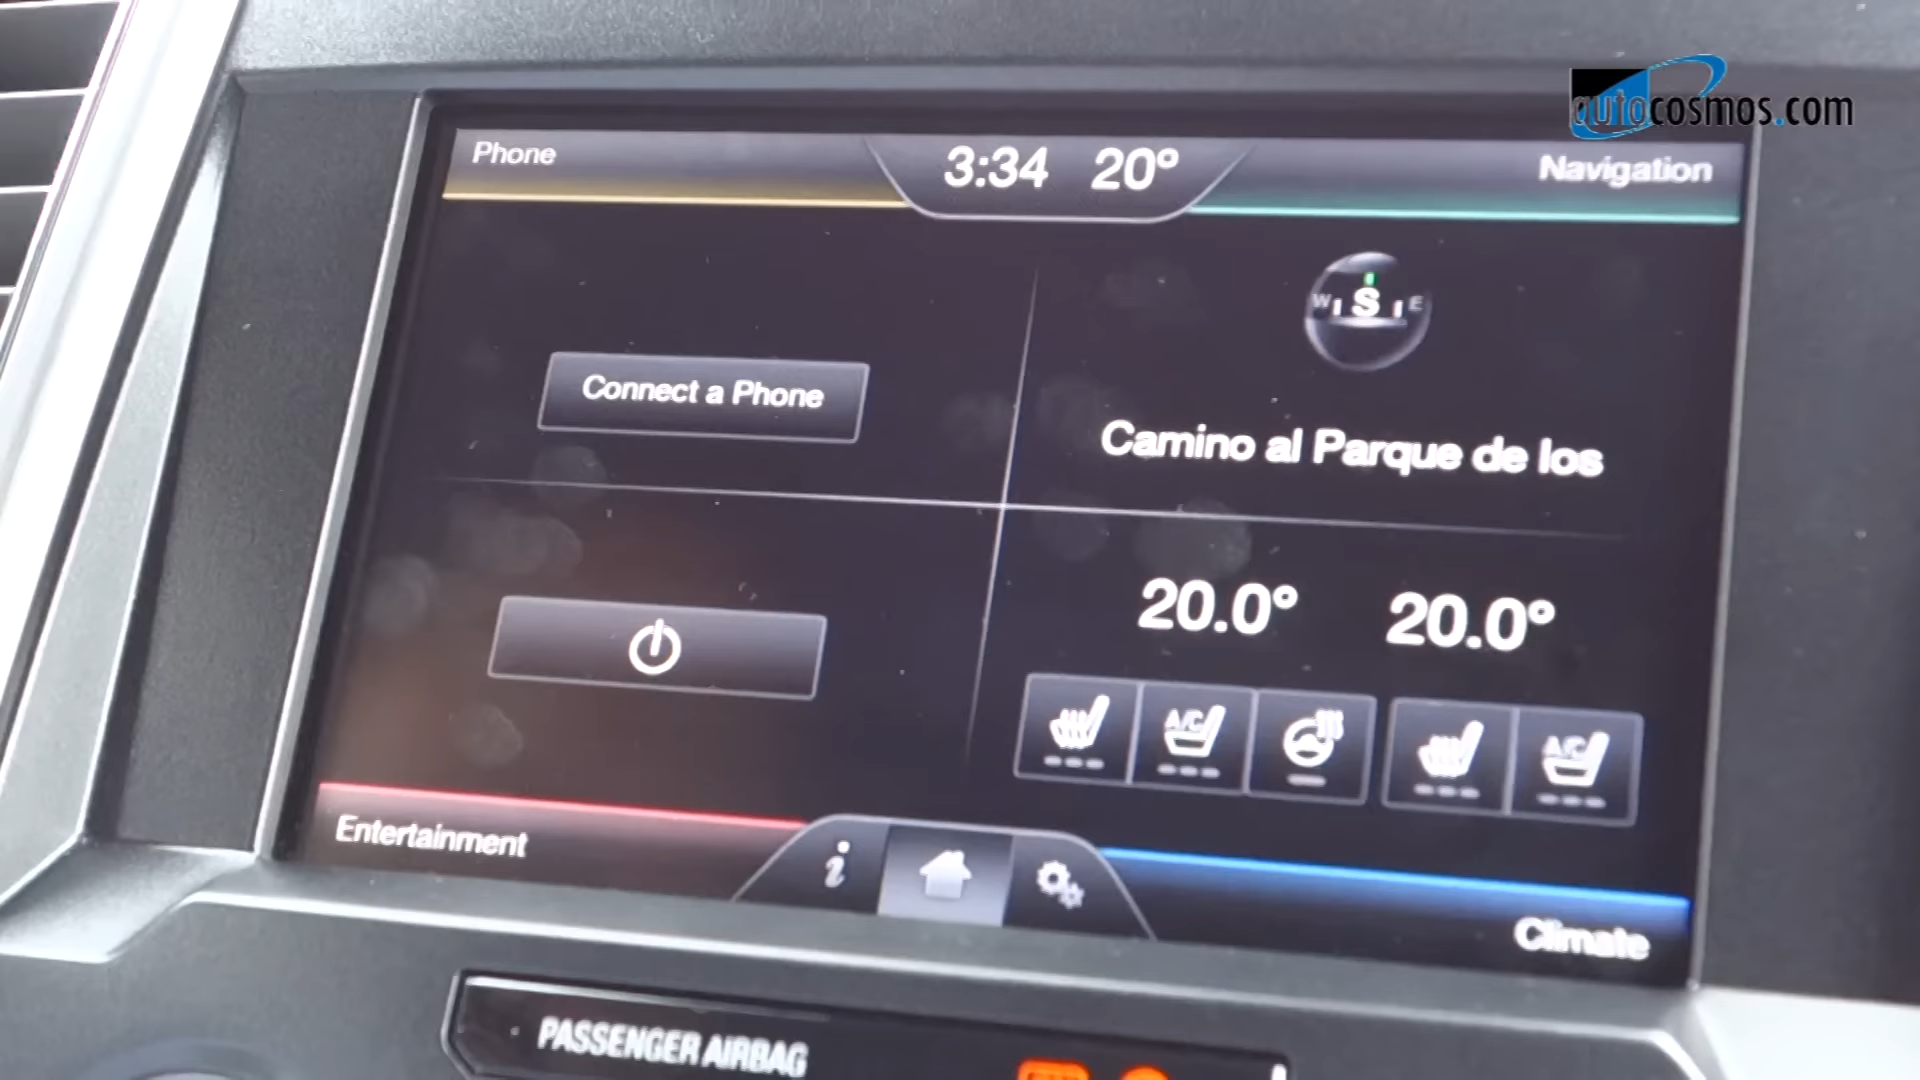 autocosmos.com
Phone
3:34 20°
Navigation
W S E
Connect a Phone
Camino al Parque de los
20.0° 20.0°
A/C A/C
Entertainment
i
Climate
PASSENGER AIRBAG